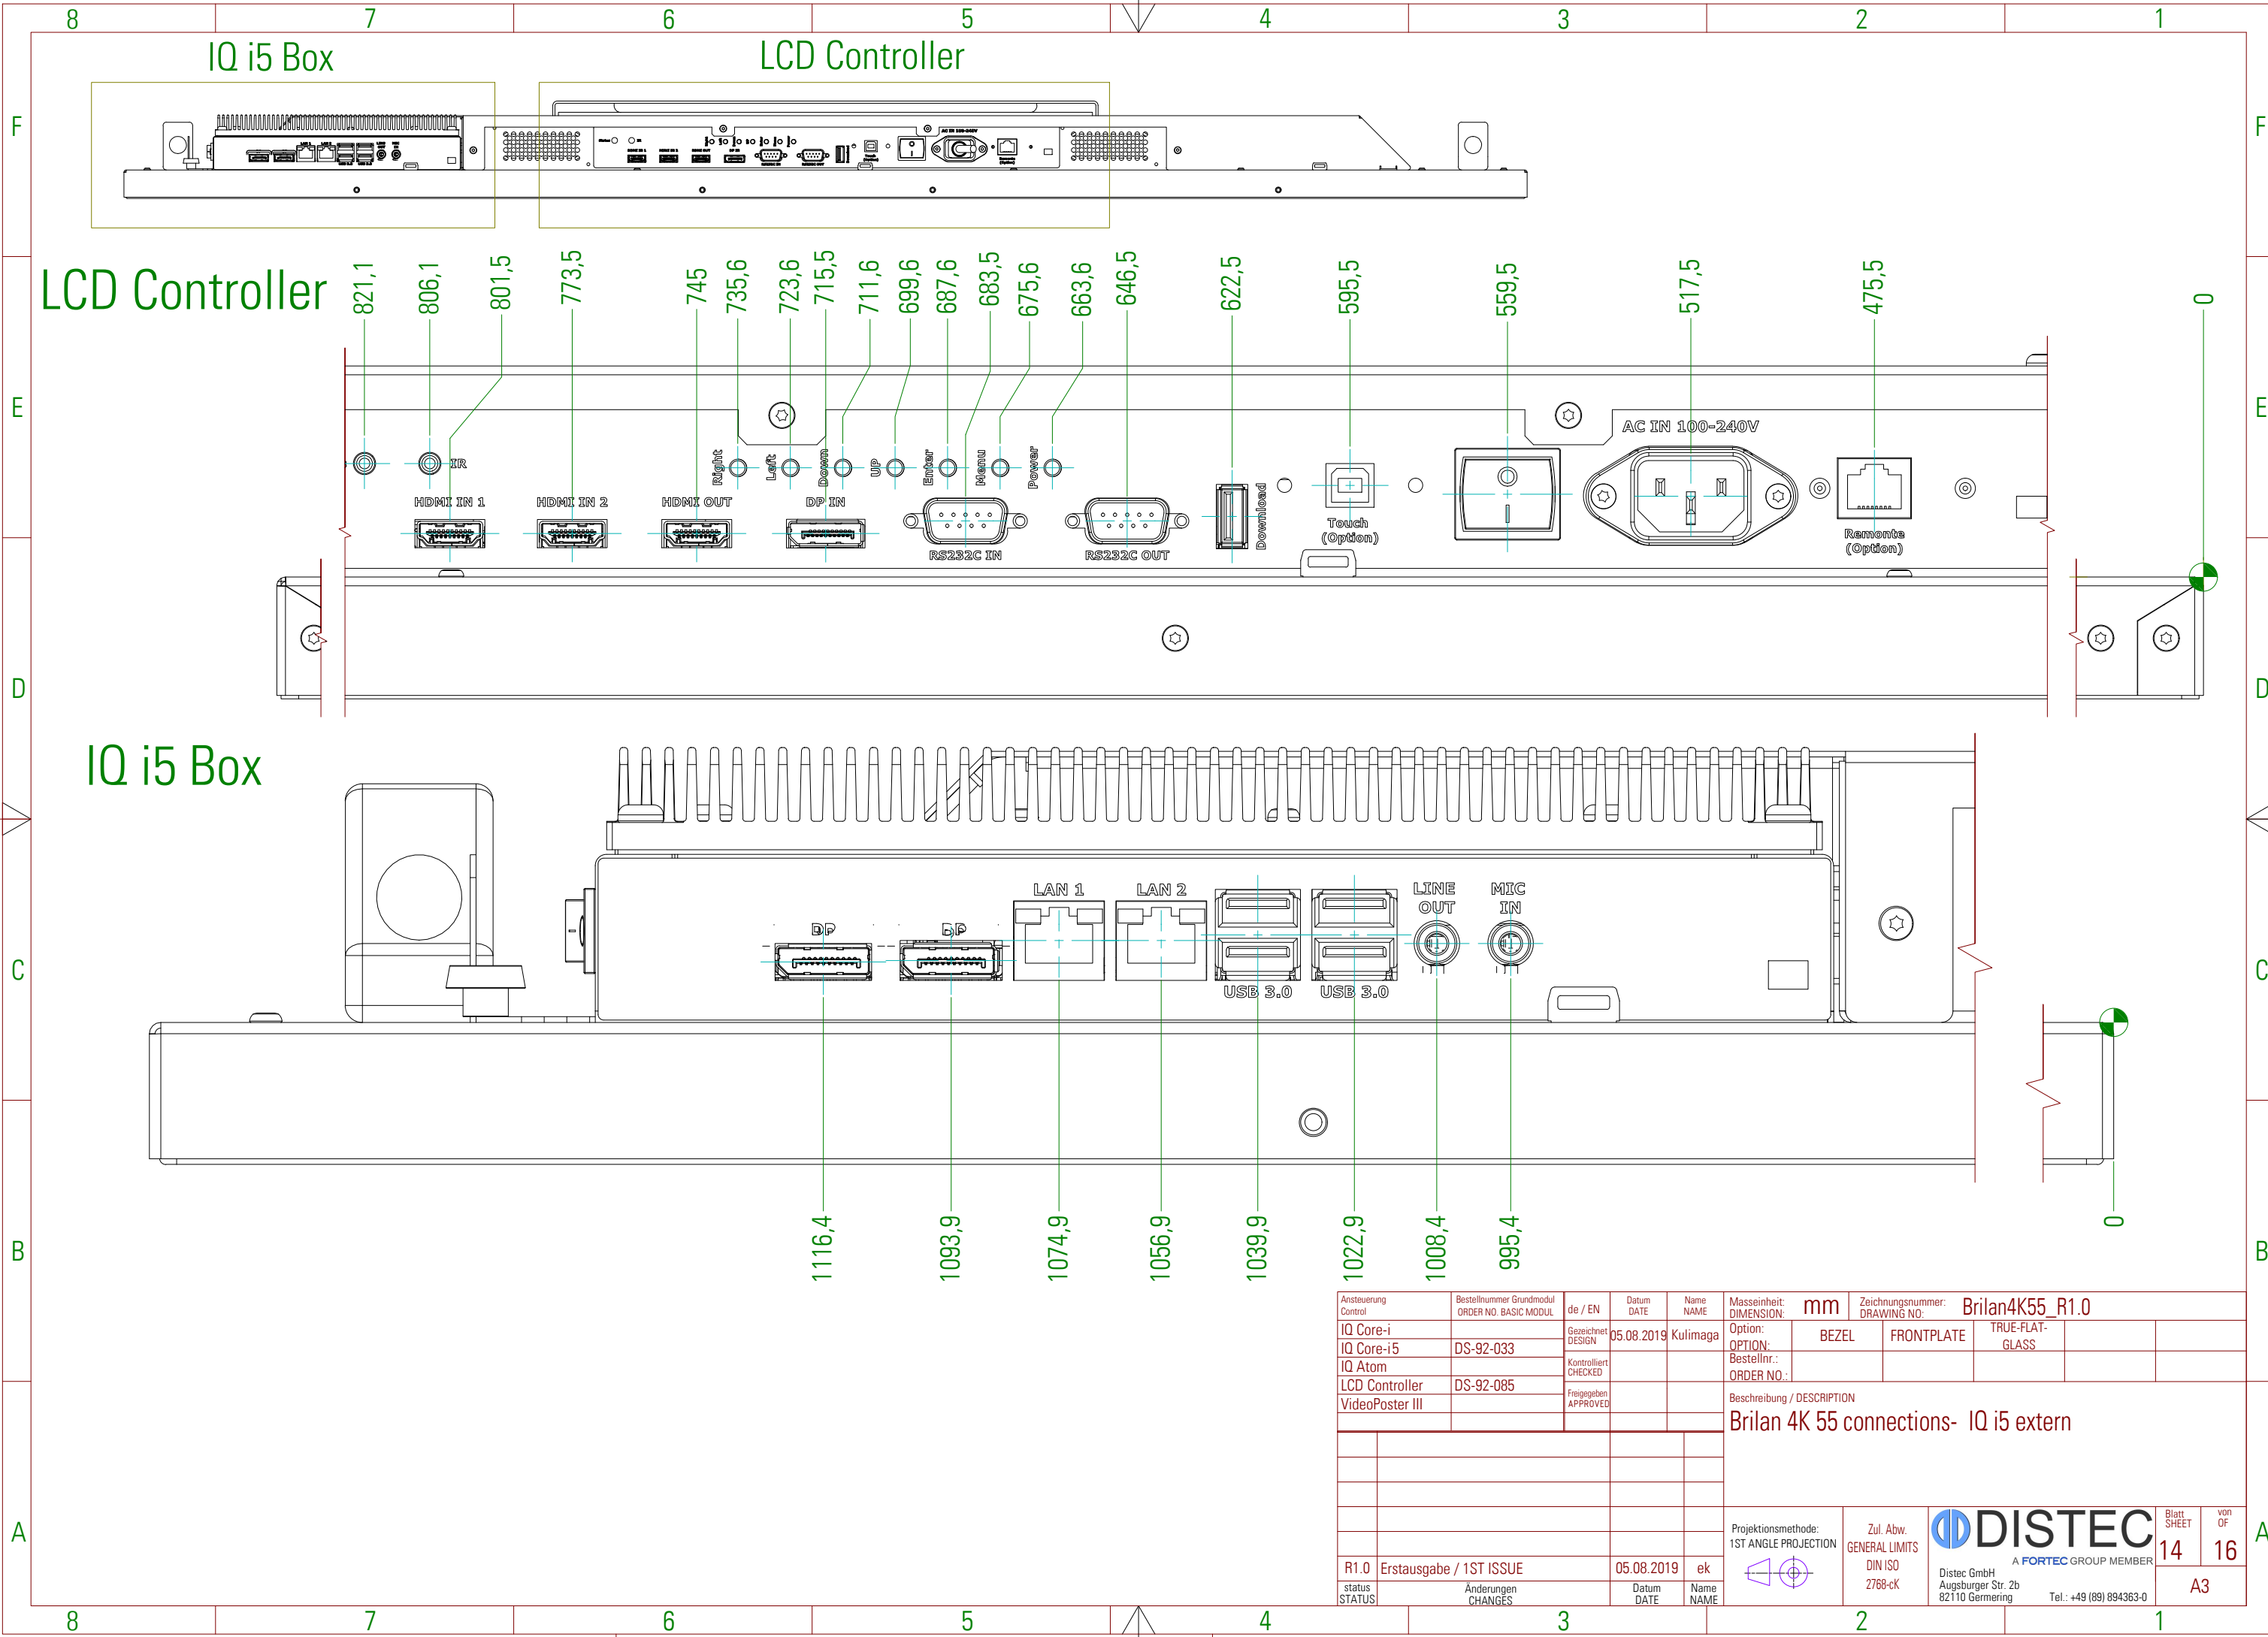 8 7 6 5 4 3 2 1
IQ i5 Box
LCD Controller
F F
LCD Controller
821,1
806,1
801,5
773,5
745
735,6
723,6
715,5
711,6
699,6
687,6
683,5
675,6
663,6
646,5
622,5
595,5
559,5
517,5
475,5
0
E E
AC IN 100-240V
IR
Right
Left
Down
UP
Enter
Menu
Power
HDMI IN 1
HDMI IN 2
HDMI OUT
DP IN
RS232C IN
RS232C OUT
Download
Touch
(Option)
Remonte
(Option)
D D
IQ i5 Box
LAN 1
LAN 2
LINE
OUT
MIC
IN
DP
DP
USB 3.0
USB 3.0
C C
1116,4
1093,9
1074,9
1056,9
1039,9
1022,9
1008,4
995,4
0
B B
Ansteuerung
Control
Bestellnummer Grundmodul
ORDER NO. BASIC MODUL
de / EN
Datum
DATE
Name
NAME
Masseinheit:
DIMENSION:
mm
Zeichnungsnummer:
DRAWING NO:
Brilan4K55_R1.0
IQ Core-i
IQ Core-i5 DS-92-033
IQ Atom
LCD Controller DS-92-085
VideoPoster III
Gezeichnet
DESIGN
05.08.2019 Kulimaga
Kontrolliert
CHECKED
Freigegeben
APPROVED
Option:
OPTION:
BEZEL
FRONTPLATE
TRUE-FLAT-
GLASS
Bestellnr.:
ORDER NO.:
Beschreibung / DESCRIPTION
Brilan 4K 55 connections- IQ i5 extern
A A
R1.0 Erstausgabe / 1ST ISSUE 05.08.2019 ek
status
STATUS
Änderungen
CHANGES
Datum
DATE
Name
NAME
Projektionsmethode:
1ST ANGLE PROJECTION
Zul. Abw.
GENERAL LIMITS
DIN ISO
2768-cK
DISTEC
A FORTEC GROUP MEMBER
Distec GmbH
Augsburger Str. 2b
82110 Germering Tel.: +49 (89) 894363-0
Blatt
SHEET
14
von
OF
16
A3
8 7 6 5 4 3 2 1